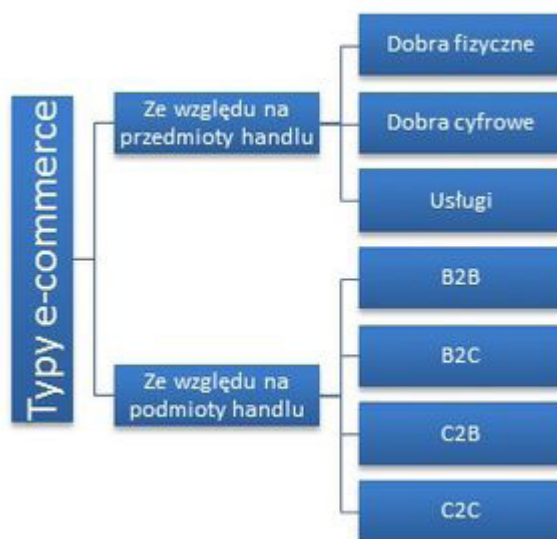 Typy e-commerce
Ze względu na
przedmioty handlu
Dobra fizyczne
Dobra cyfrowe
Usługi
Ze względu na
podmioty handlu
B2B
B2C
C2B
C2C